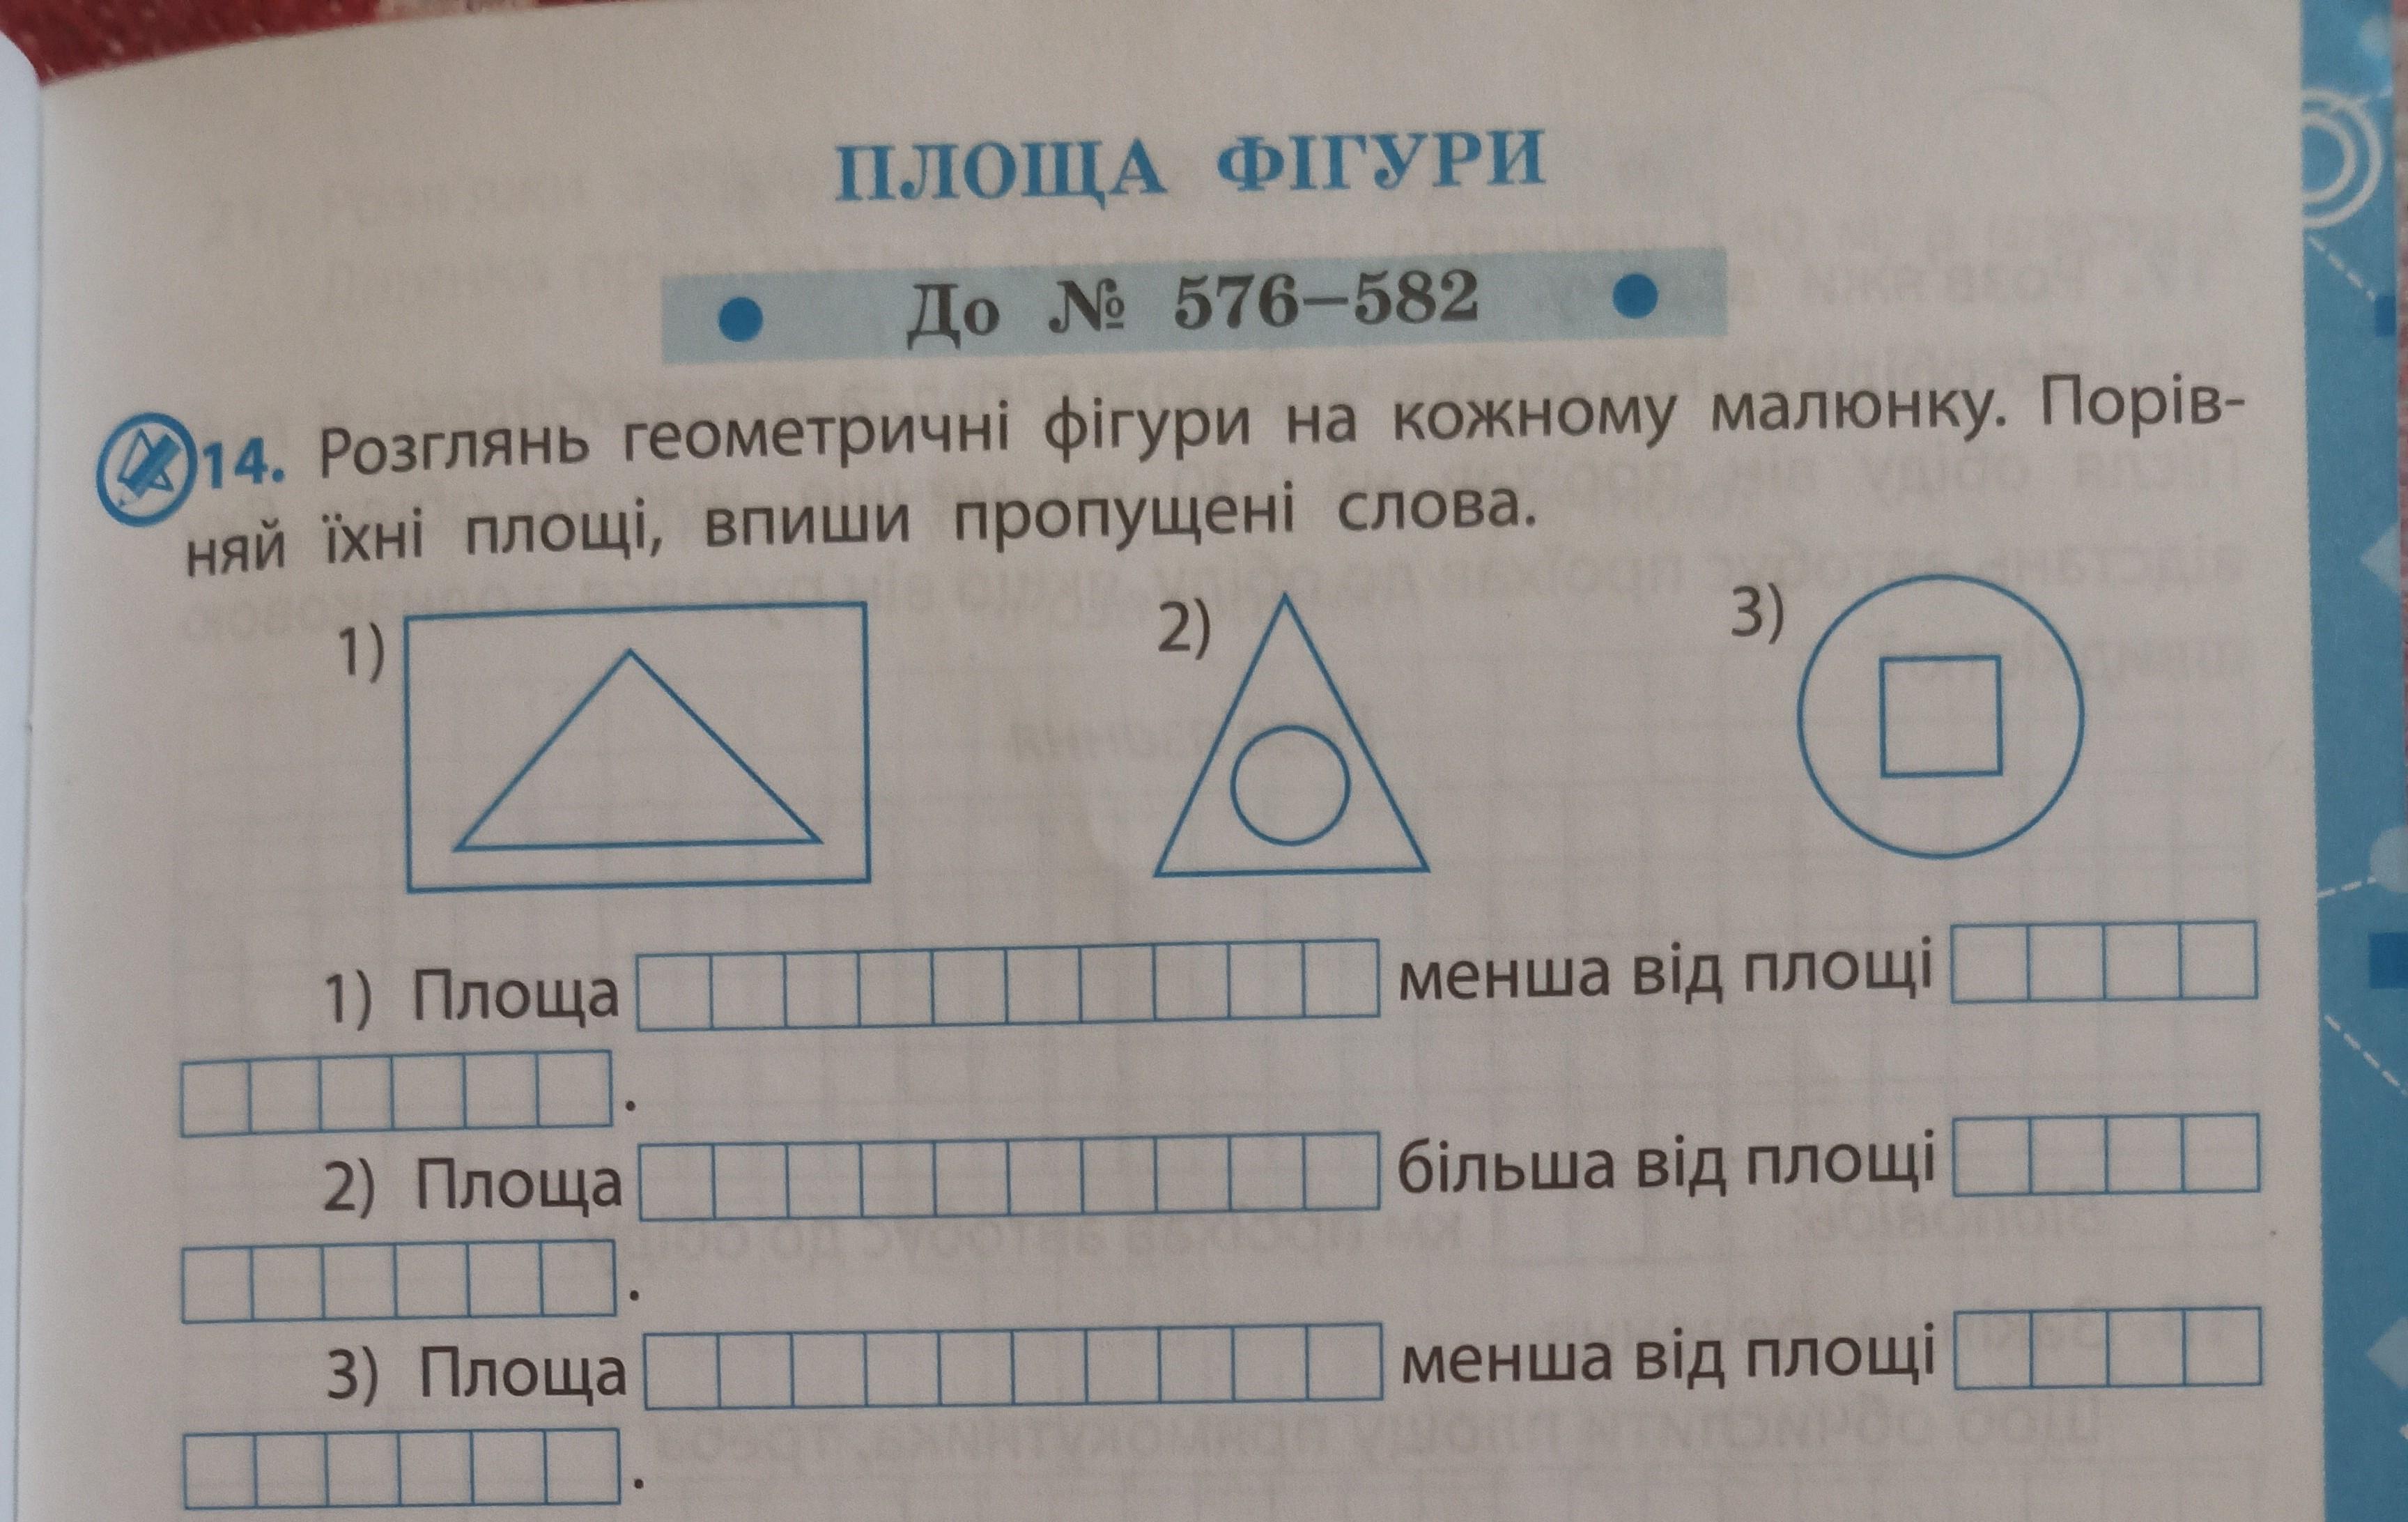 ПЛОЩА ФІГУРИ
• До № 576–582 •
14. Розглянь геометричні фігури на кожному малюнку. Порів-
няй їхні площі, впиши пропущені слова.
1) 2) 3)
1) Площа менша від площі
.
2) Площа більша від площі
.
3) Площа менша від площі
.